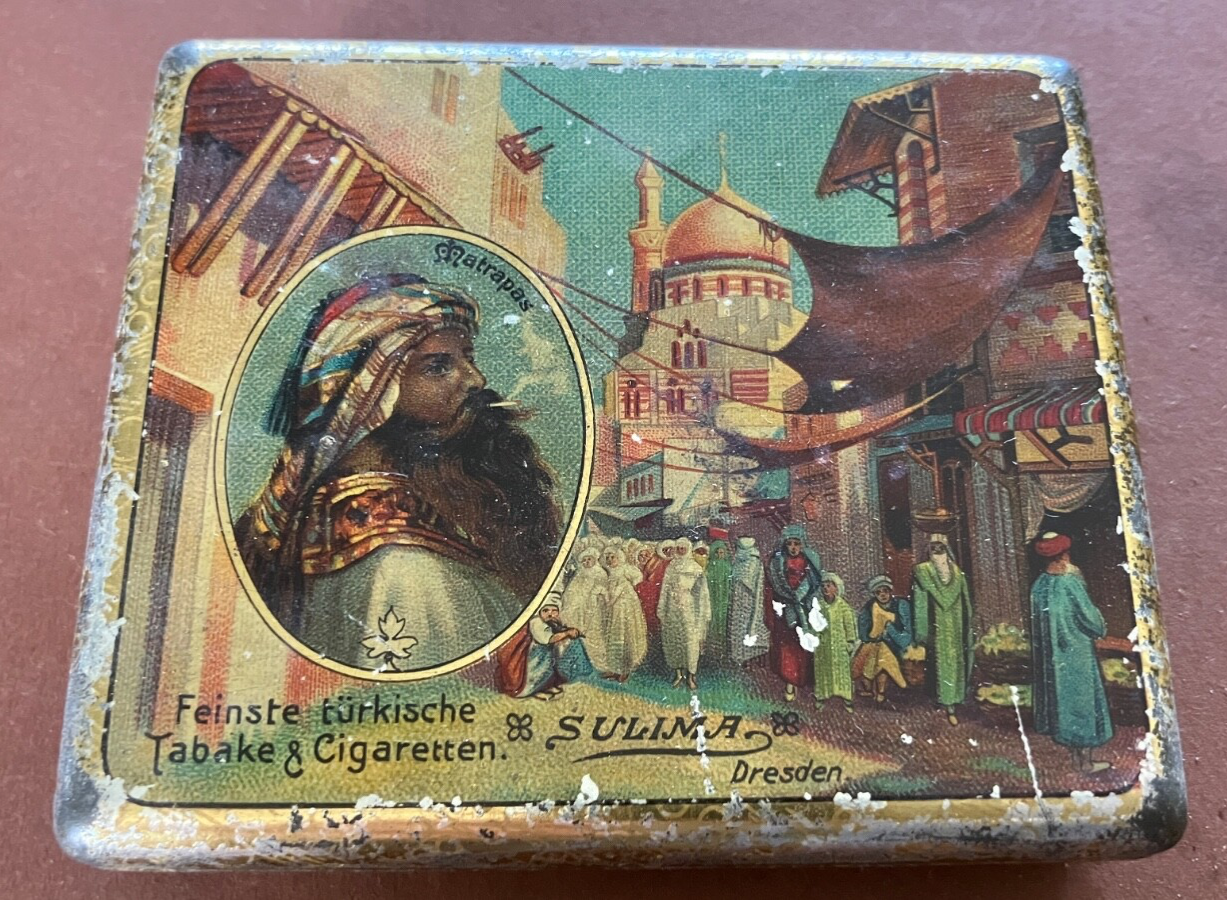 Matrapas
Feinste türkische
Tabake & Cigaretten.
SULIMA
Dresden.